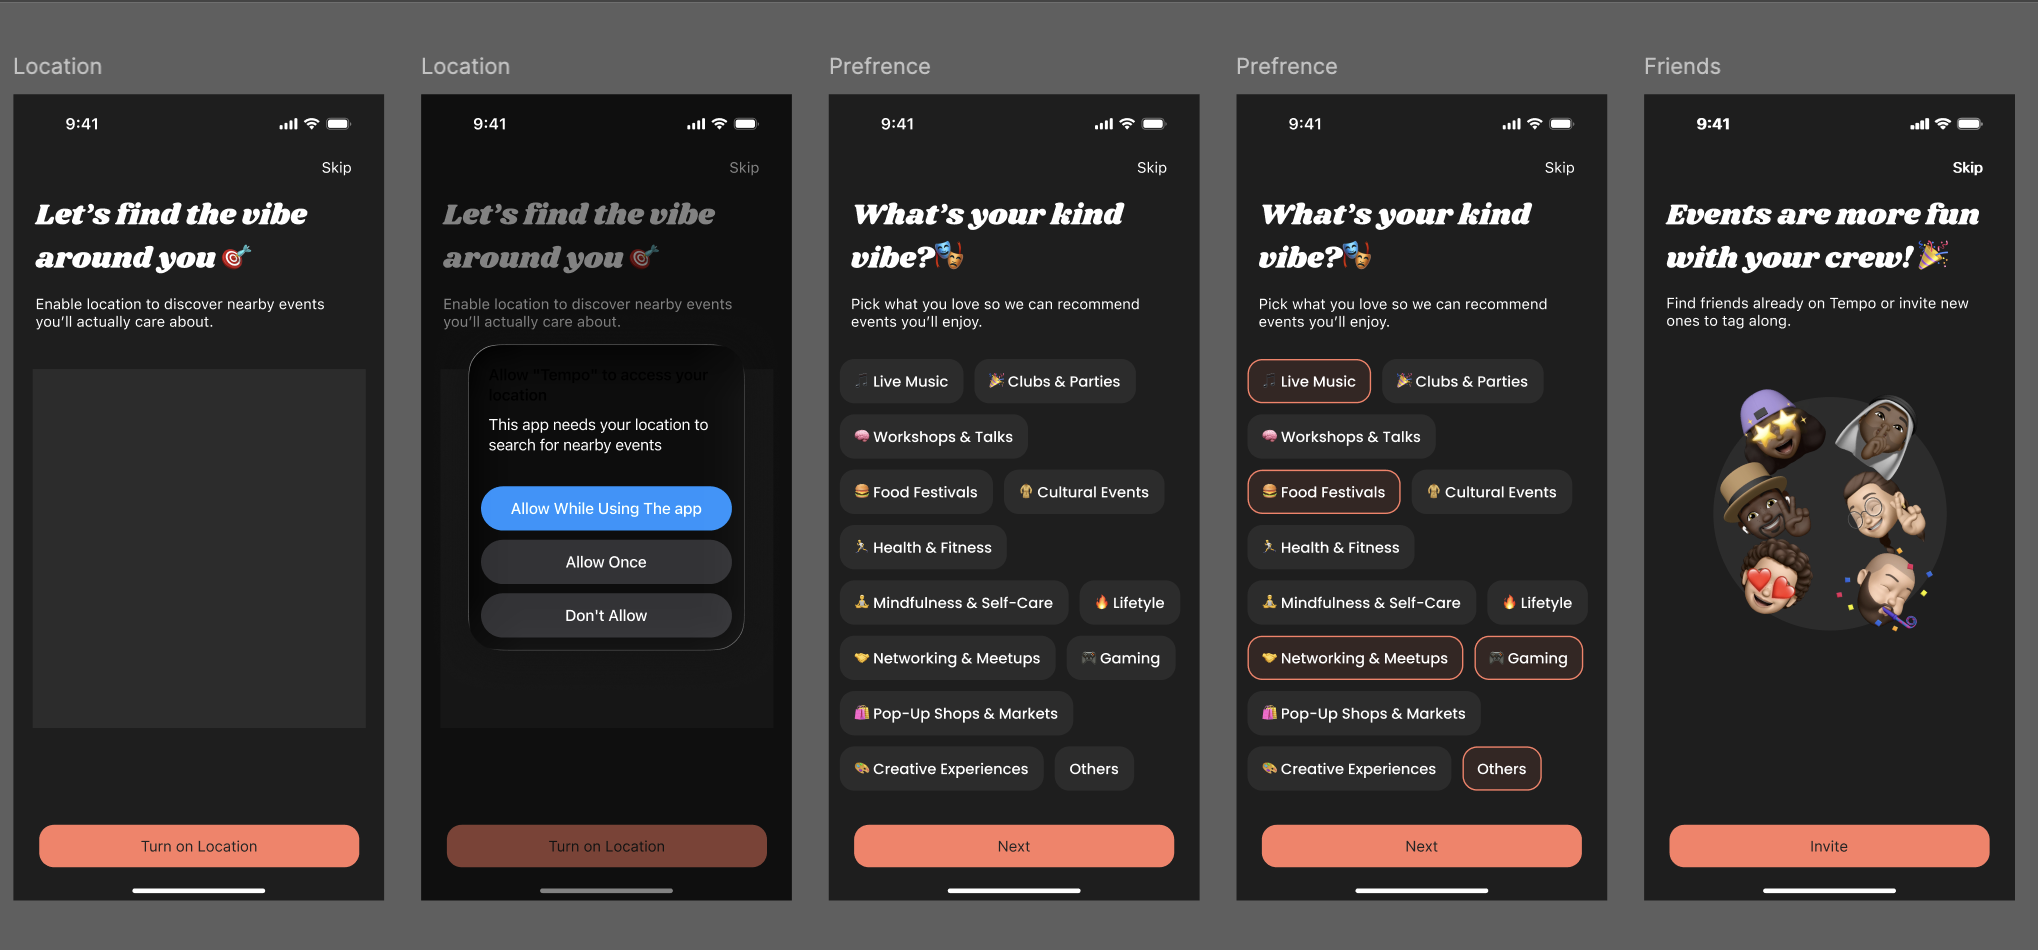 Location
9:41
Skip
Let's find the vibe
around you
Enable location to discover nearby events
you'll actually care about.
Turn on Location
Location
9:41
Skip
Let's find the vibe
around you
Enable location to discover nearby events
you'll actually care about.
Allow "Tempo" to access your
location
This app needs your location to
search for nearby events
Allow While Using The app
Allow Once
Don't Allow
Turn on Location
Prefrence
9:41
Skip
What's your kind
vibe?
Pick what you love so we can recommend
events you'll enjoy.
Live Music
Clubs & Parties
Workshops & Talks
Food Festivals
Cultural Events
Health & Fitness
Mindfulness & Self-Care
Lifetyle
Networking & Meetups
Gaming
Pop-Up Shops & Markets
Creative Experiences
Others
Next
Prefrence
9:41
Skip
What's your kind
vibe?
Pick what you love so we can recommend
events you'll enjoy.
Live Music
Clubs & Parties
Workshops & Talks
Food Festivals
Cultural Events
Health & Fitness
Mindfulness & Self-Care
Lifetyle
Networking & Meetups
Gaming
Pop-Up Shops & Markets
Creative Experiences
Others
Next
Friends
9:41
Skip
Events are more fun
with your crew!
Find friends already on Tempo or invite new
ones to tag along.
Invite